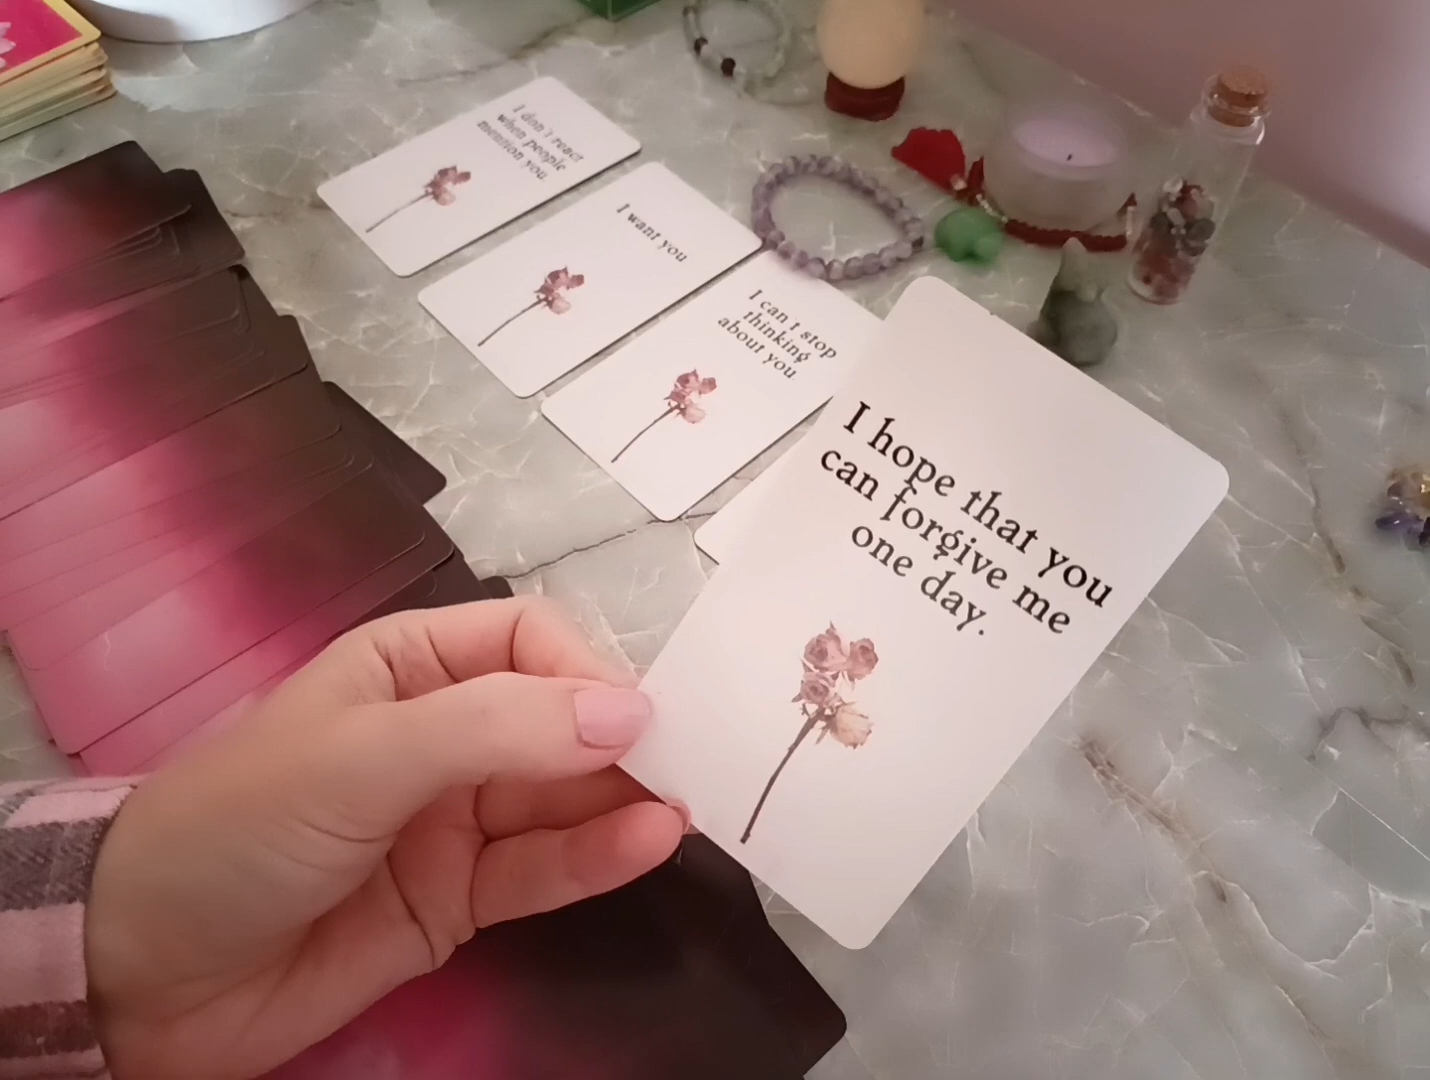 I don't react
when people
mention you
I want you
I can t stop
thinking
about you.
I hope that you
can forgive me
one day.